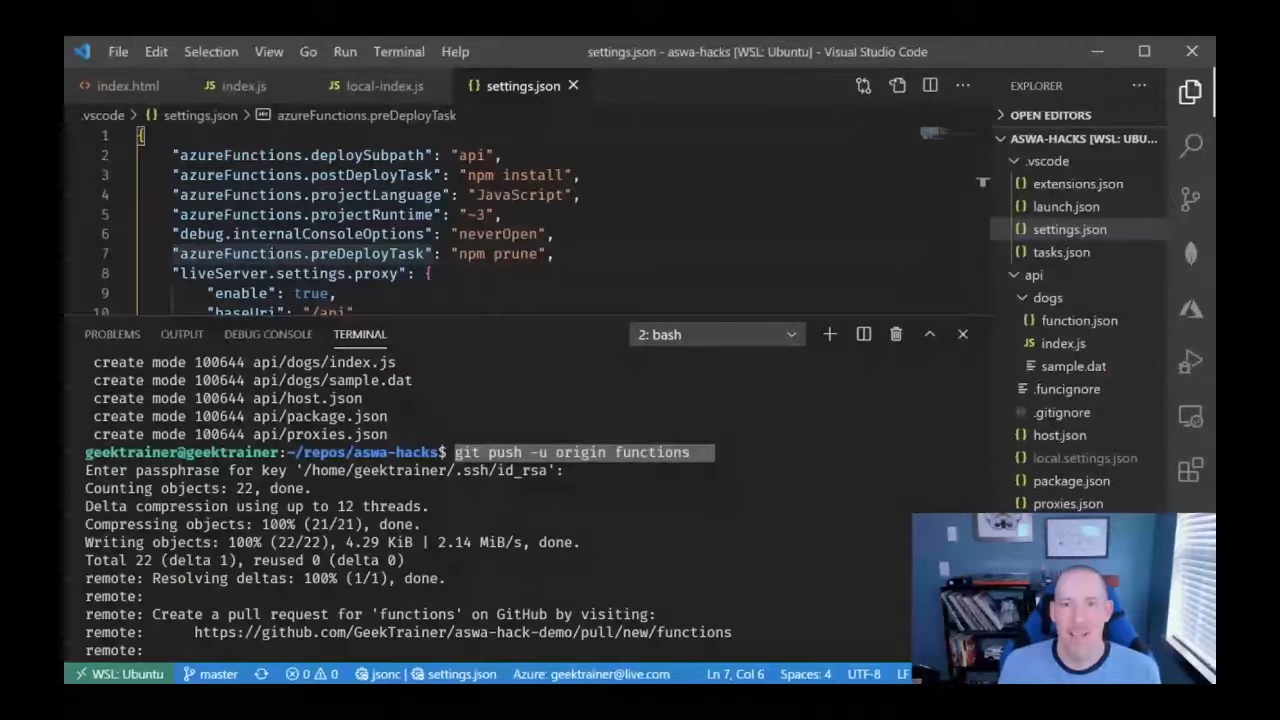 File Edit Selection View Go Run Terminal Help settings.json - aswa-hacks [WSL: Ubuntu] - Visual Studio Code
<> index.html JS index.js JS local-index.js {} settings.json ×
.vscode > {} settings.json > azureFunctions.preDeployTask
1 {
2 "azureFunctions.deploySubpath": "api",
3 "azureFunctions.postDeployTask": "npm install",
4 "azureFunctions.projectLanguage": "JavaScript",
5 "azureFunctions.projectRuntime": "~3",
6 "debug.internalConsoleOptions": "neverOpen",
7 "azureFunctions.preDeployTask": "npm prune",
8 "liveServer.settings.proxy": {
9 "enable": true,
10 "baseUri": "/api"
PROBLEMS OUTPUT DEBUG CONSOLE TERMINAL 2: bash
create mode 100644 api/dogs/index.js
create mode 100644 api/dogs/sample.dat
create mode 100644 api/host.json
create mode 100644 api/package.json
create mode 100644 api/proxies.json
geektrainer@geektrainer:~/repos/aswa-hacks$ git push -u origin functions
Enter passphrase for key '/home/geektrainer/.ssh/id_rsa':
Counting objects: 22, done.
Delta compression using up to 12 threads.
Compressing objects: 100% (21/21), done.
Writing objects: 100% (22/22), 4.29 KiB | 2.14 MiB/s, done.
Total 22 (delta 1), reused 0 (delta 0)
remote: Resolving deltas: 100% (1/1), done.
remote:
remote: Create a pull request for 'functions' on GitHub by visiting:
remote: https://github.com/GeekTrainer/aswa-hack-demo/pull/new/functions
remote:
EXPLORER
OPEN EDITORS
ASWA-HACKS [WSL: UBU...
.vscode
{} extensions.json
{} launch.json
{} settings.json
{} tasks.json
api
dogs
{} function.json
JS index.js
sample.dat
.funcignore
.gitignore
{} host.json
{} local.settings.json
{} package.json
{} proxies.json
WSL: Ubuntu master 0 0 jsonc settings.json Azure: geektrainer@live.com Ln 7, Col 6 Spaces: 4 UTF-8 LF